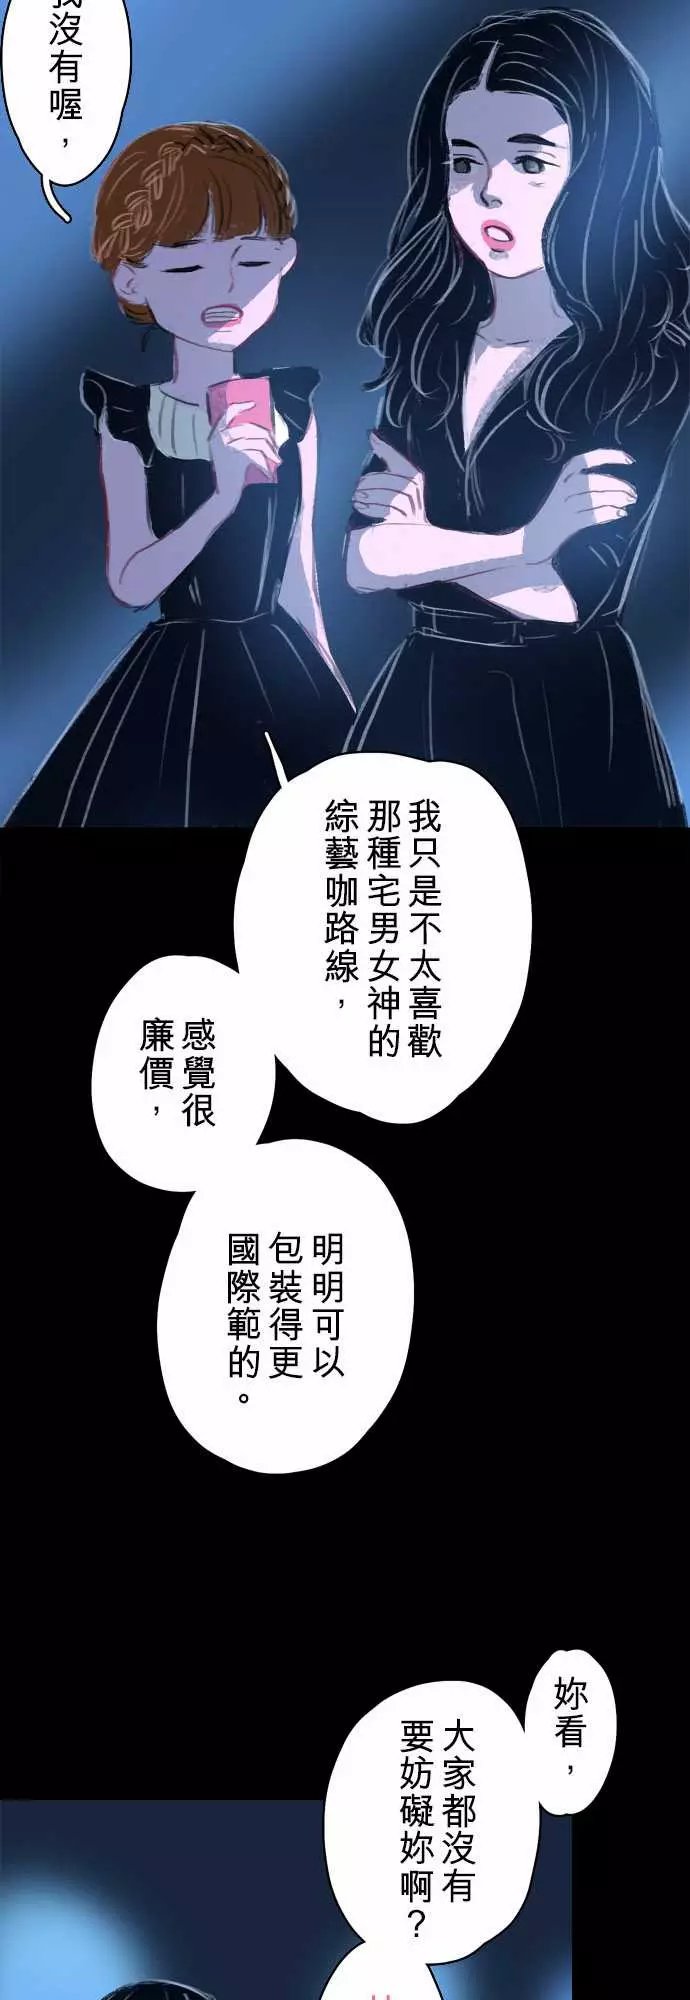 我沒有喔，
我只是不太喜歡
那種宅男女神的
綜藝咖路線，
感覺很
廉價，
明明可以
包裝得更
國際範的。
妳看，
大家都沒有
要妨礙妳啊？